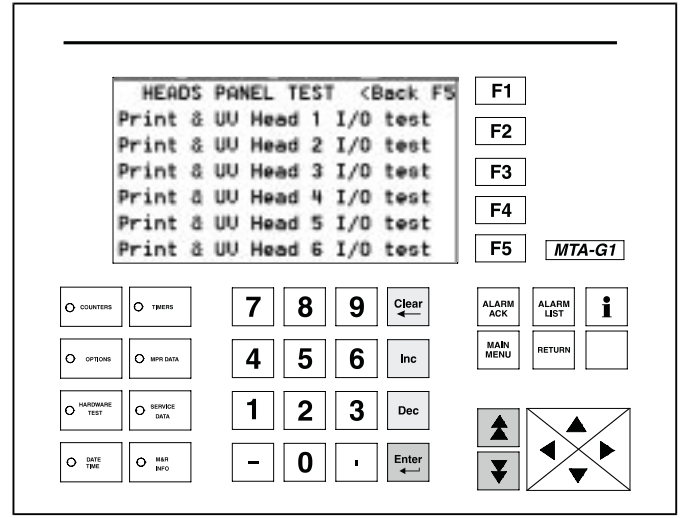 HEADS PANEL TEST <Back F5
Print & UV Head 1 I/O test
Print & UV Head 2 I/O test
Print & UV Head 3 I/O test
Print & UV Head 4 I/O test
Print & UV Head 5 I/O test
Print & UV Head 6 I/O test
F1
F2
F3
F4
F5
MTA-G1
COUNTERS
TIMERS
OPTIONS
MPR DATA
HARDWARE
TEST
SERVICE
DATA
DATE
TIME
M&R
INFO
7 8 9 Clear
4 5 6 Inc
1 2 3 Dec
- 0 . Enter
ALARM
ACK
ALARM
LIST
i
MAIN
MENU
RETURN